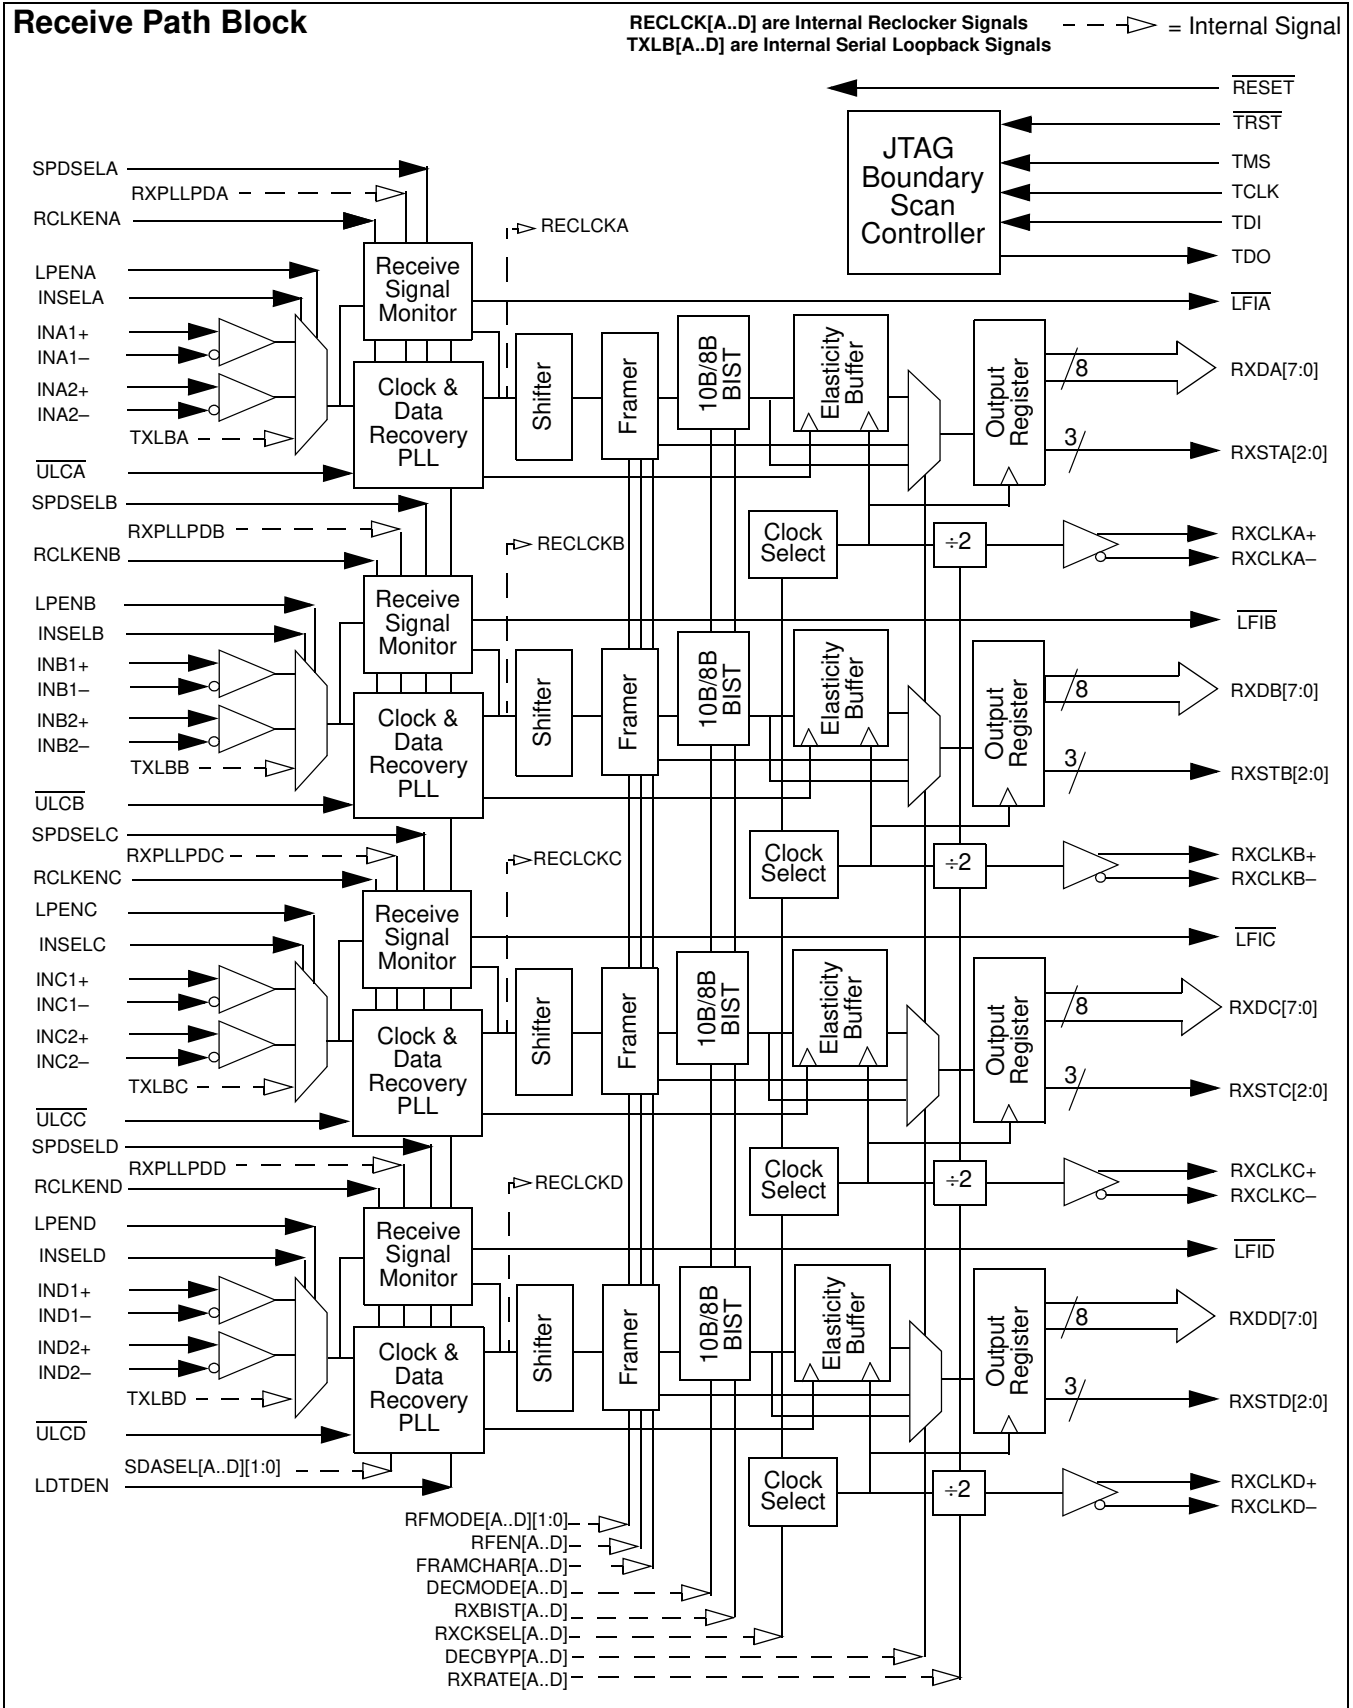 Receive Path Block
RECLCK[A..D] are Internal Reclocker Signals
TXLB[A..D] are Internal Serial Loopback Signals
= Internal Signal
RESET
TRST
TMS
TCLK
TDI
TDO
JTAG
Boundary
Scan
Controller
SPDSELA
RXPLLPDA
RCLKENA
LPENA
INSELA
INA1+
INA1–
INA2+
INA2–
TXLBA
ULCA
Receive
Signal
Monitor
Clock &
Data
Recovery
PLL
RECLCKA
Shifter
Framer
10B/8B
BIST
Elasticity
Buffer
Output
Register
Clock
Select
÷2
LFIA
8
RXDA[7:0]
3
RXSTA[2:0]
RXCLKA+
RXCLKA–
SPDSELB
RXPLLPDB
RCLKENB
LPENB
INSELB
INB1+
INB1–
INB2+
INB2–
TXLBB
ULCB
Receive
Signal
Monitor
Clock &
Data
Recovery
PLL
RECLCKB
Shifter
Framer
10B/8B
BIST
Elasticity
Buffer
Output
Register
Clock
Select
÷2
LFIB
8
RXDB[7:0]
3
RXSTB[2:0]
RXCLKB+
RXCLKB–
SPDSELC
RXPLLPDC
RCLKENC
LPENC
INSELC
INC1+
INC1–
INC2+
INC2–
TXLBC
ULCC
Receive
Signal
Monitor
Clock &
Data
Recovery
PLL
RECLCKC
Shifter
Framer
10B/8B
BIST
Elasticity
Buffer
Output
Register
Clock
Select
÷2
LFIC
8
RXDC[7:0]
3
RXSTC[2:0]
RXCLKC+
RXCLKC–
SPDSELD
RXPLLPDD
RCLKEND
LPEND
INSELD
IND1+
IND1–
IND2+
IND2–
TXLBD
ULCD
SDASEL[A..D][1:0]
LDTDEN
Receive
Signal
Monitor
Clock &
Data
Recovery
PLL
RECLCKD
Shifter
Framer
10B/8B
BIST
Elasticity
Buffer
Output
Register
Clock
Select
÷2
LFID
8
RXDD[7:0]
3
RXSTD[2:0]
RXCLKD+
RXCLKD–
RFMODE[A..D][1:0]
RFEN[A..D]
FRAMCHAR[A..D]
DECMODE[A..D]
RXBIST[A..D]
RXCKSEL[A..D]
DECBYP[A..D]
RXRATE[A..D]